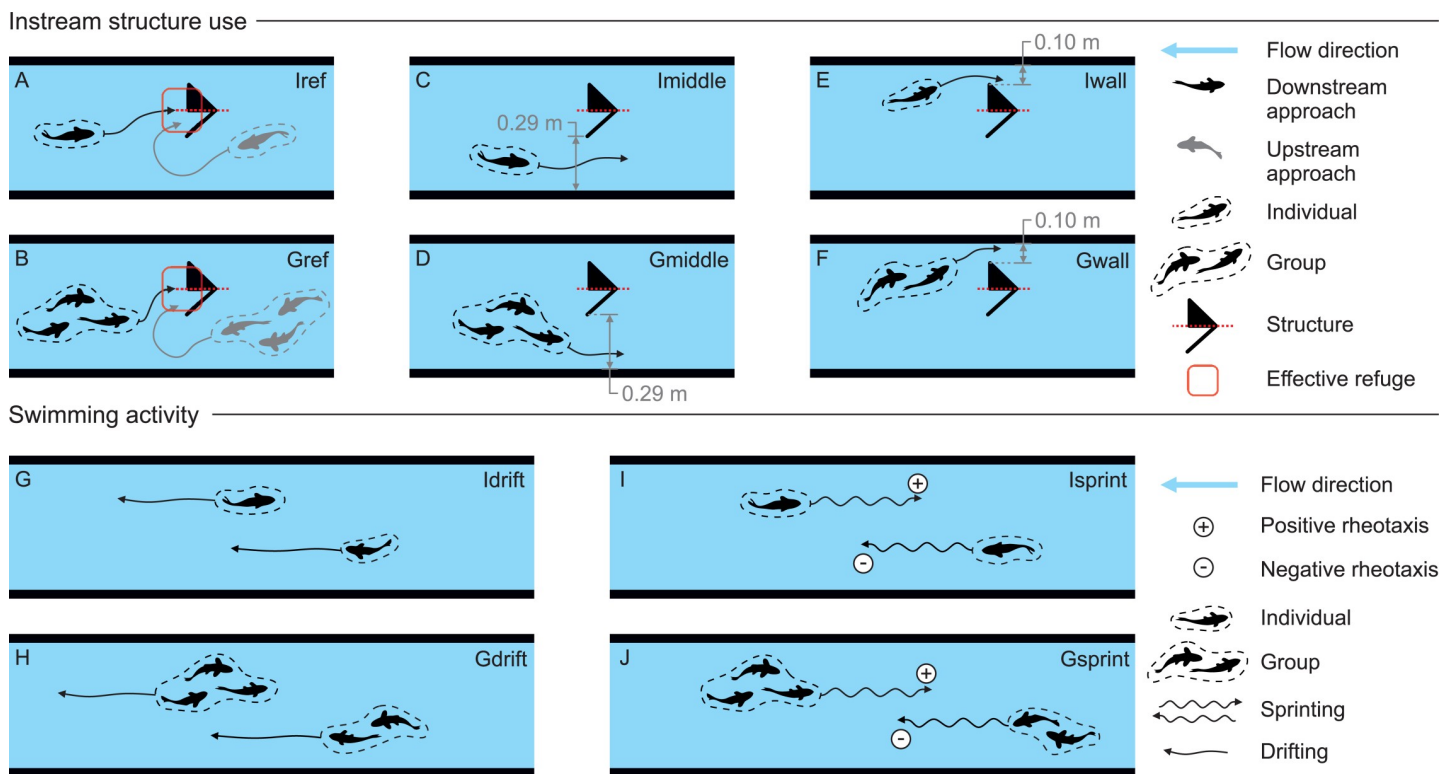 Instream structure use
A
Iref
C
Imiddle
0.29 m
E
Iwall
0.10 m
B
Gref
D
Gmiddle
0.29 m
F
Gwall
0.10 m
Flow direction
Downstream
approach
Upstream
approach
Individual
Group
Structure
Effective refuge
Swimming activity
G
Idrift
I
Isprint
+
-
H
Gdrift
J
Gsprint
+
-
Flow direction
+
Positive rheotaxis
-
Negative rheotaxis
Individual
Group
Sprinting
Drifting